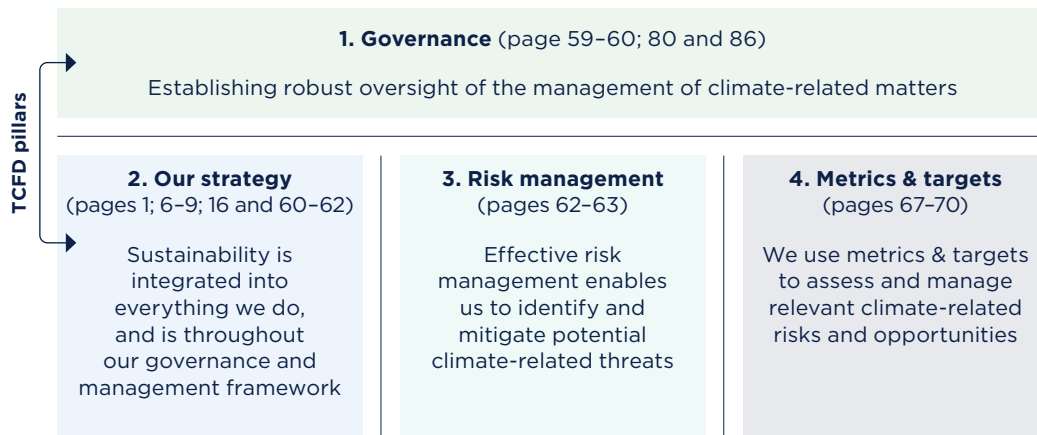 TCFD pillars
1. Governance (page 59–60; 80 and 86)
Establishing robust oversight of the management of climate-related matters
2. Our strategy
(pages 1; 6–9; 16 and 60–62)
Sustainability is
integrated into
everything we do,
and is throughout
our governance and
management framework
3. Risk management
(pages 62–63)
Effective risk
management enables
us to identify and
mitigate potential
climate-related threats
4. Metrics & targets
(pages 67–70)
We use metrics & targets
to assess and manage
relevant climate-related
risks and opportunities